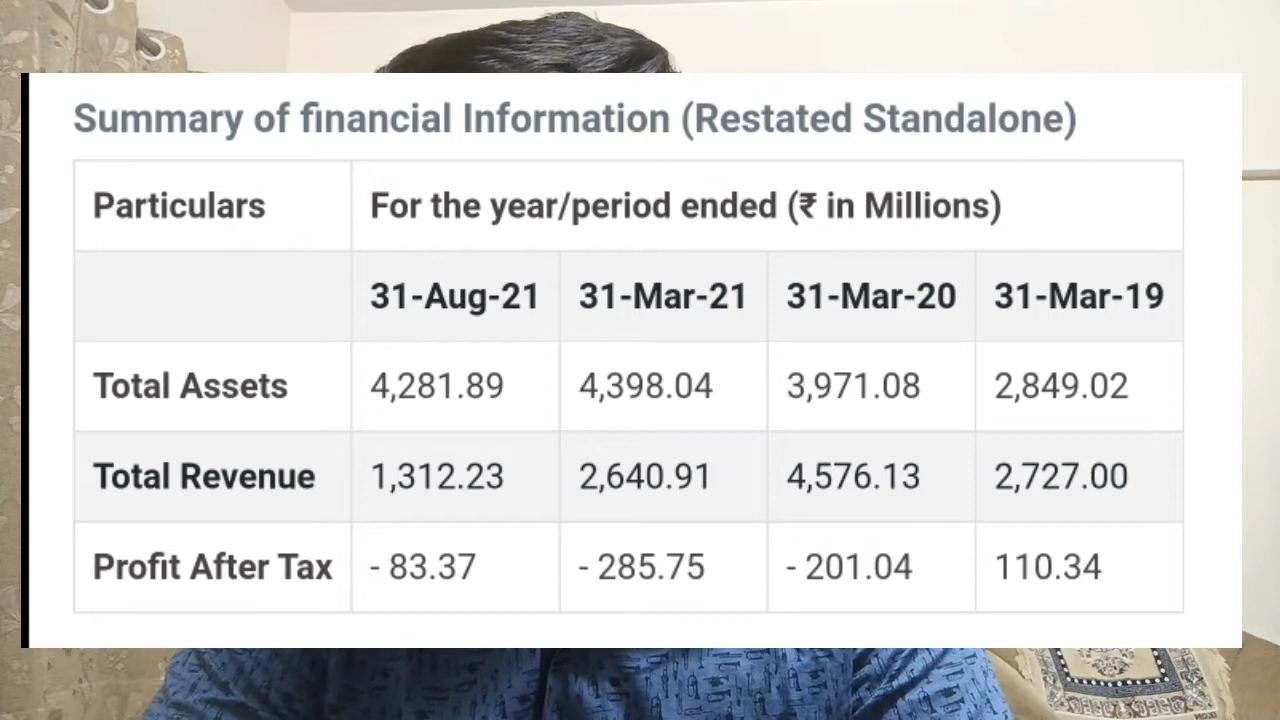 Summary of financial Information (Restated Standalone)
Particulars For the year/period ended (₹ in Millions)
31-Aug-21 31-Mar-21 31-Mar-20 31-Mar-19
Total Assets 4,281.89 4,398.04 3,971.08 2,849.02
Total Revenue 1,312.23 2,640.91 4,576.13 2,727.00
Profit After Tax - 83.37 - 285.75 - 201.04 110.34